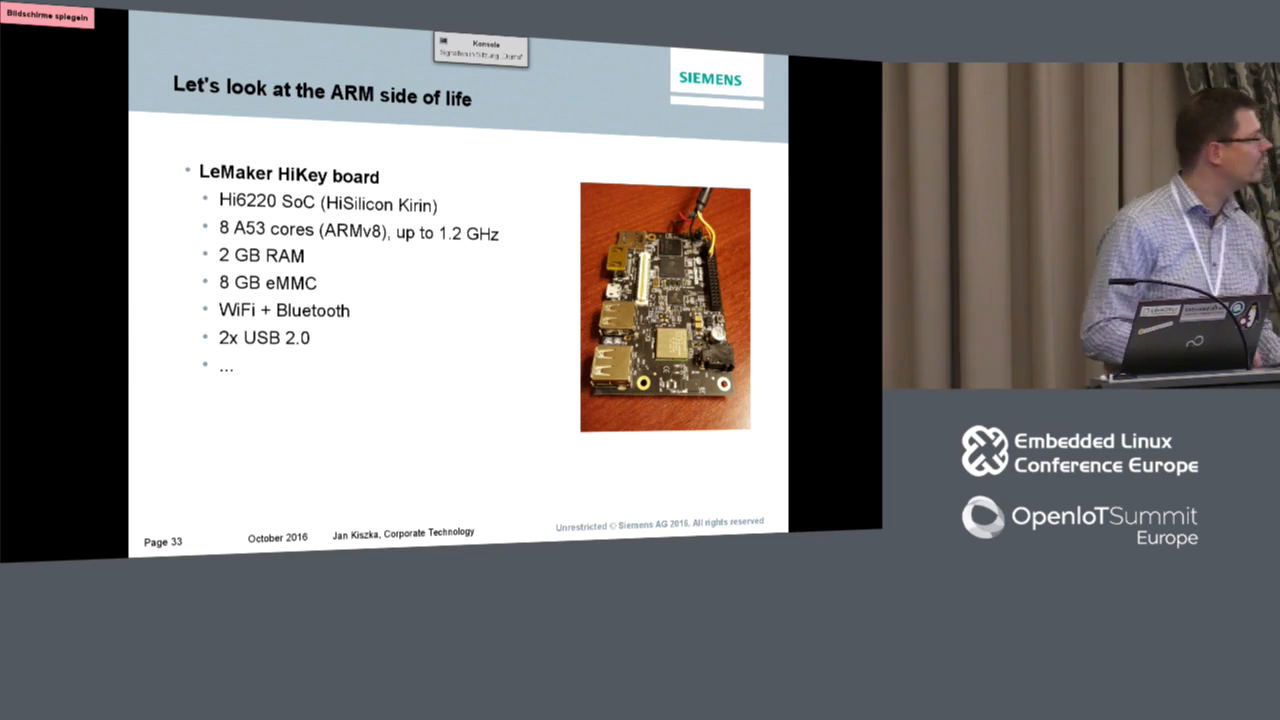 Bildschirme spiegeln
Konsole
SIEMENS
Let's look at the ARM side of life
LeMaker HiKey board
Hi6220 SoC (HiSilicon Kirin)
8 A53 cores (ARMv8), up to 1.2 GHz
2 GB RAM
8 GB eMMC
WiFi + Bluetooth
2x USB 2.0
...
Page 33
October 2016
Jan Kiszka, Corporate Technology
Unrestricted © Siemens AG 2016. All rights reserved
Embedded Linux
Conference Europe
OpenIoTSummit
Europe